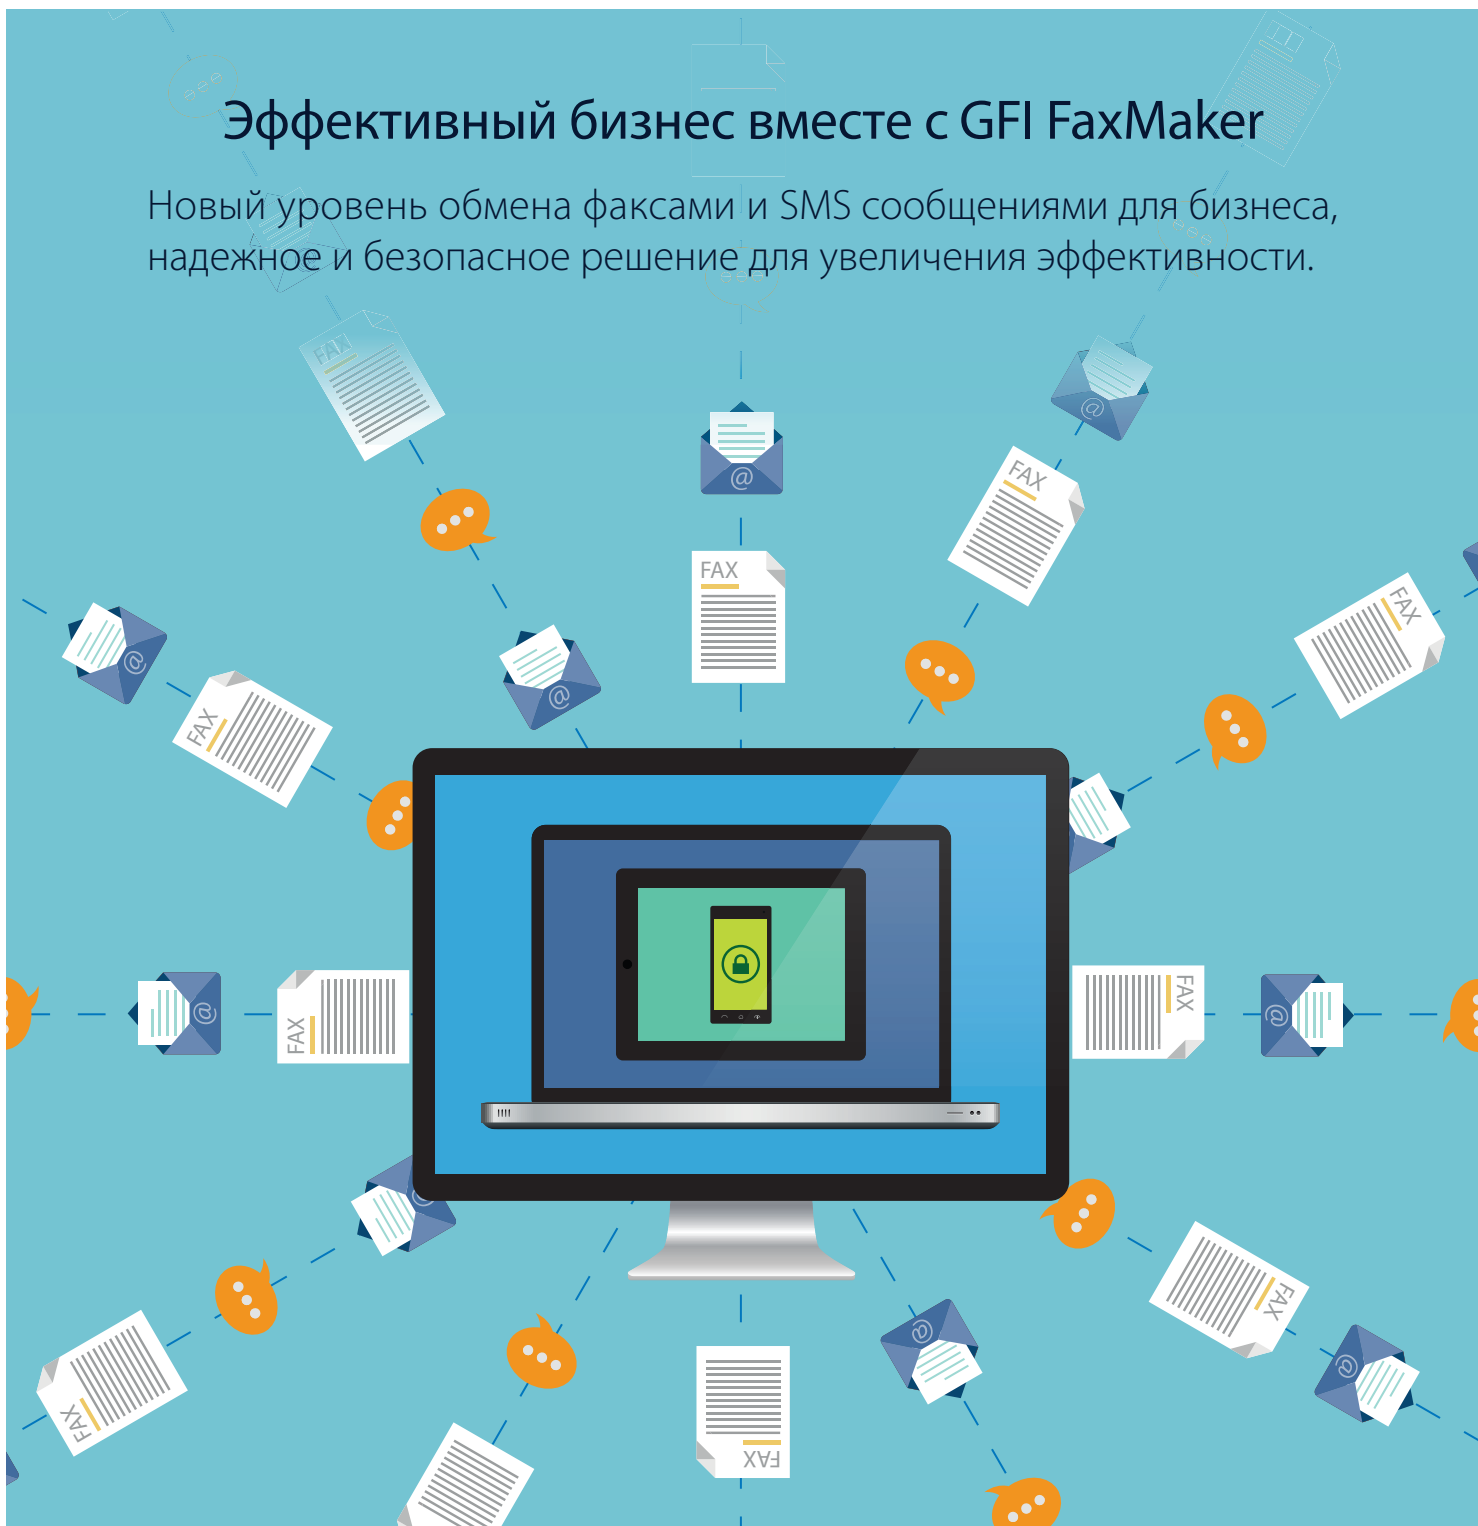 Эффективный бизнес вместе с GFI FaxMaker
Новый уровень обмена факсами и SMS сообщениями для бизнеса,
надежное и безопасное решение для увеличения эффективности.
FAX
@
@
FAX
@
FAX
FAX
@
@
FAX
@
FAX
FAX
@
@
@
FAX
@
FAX
FAX